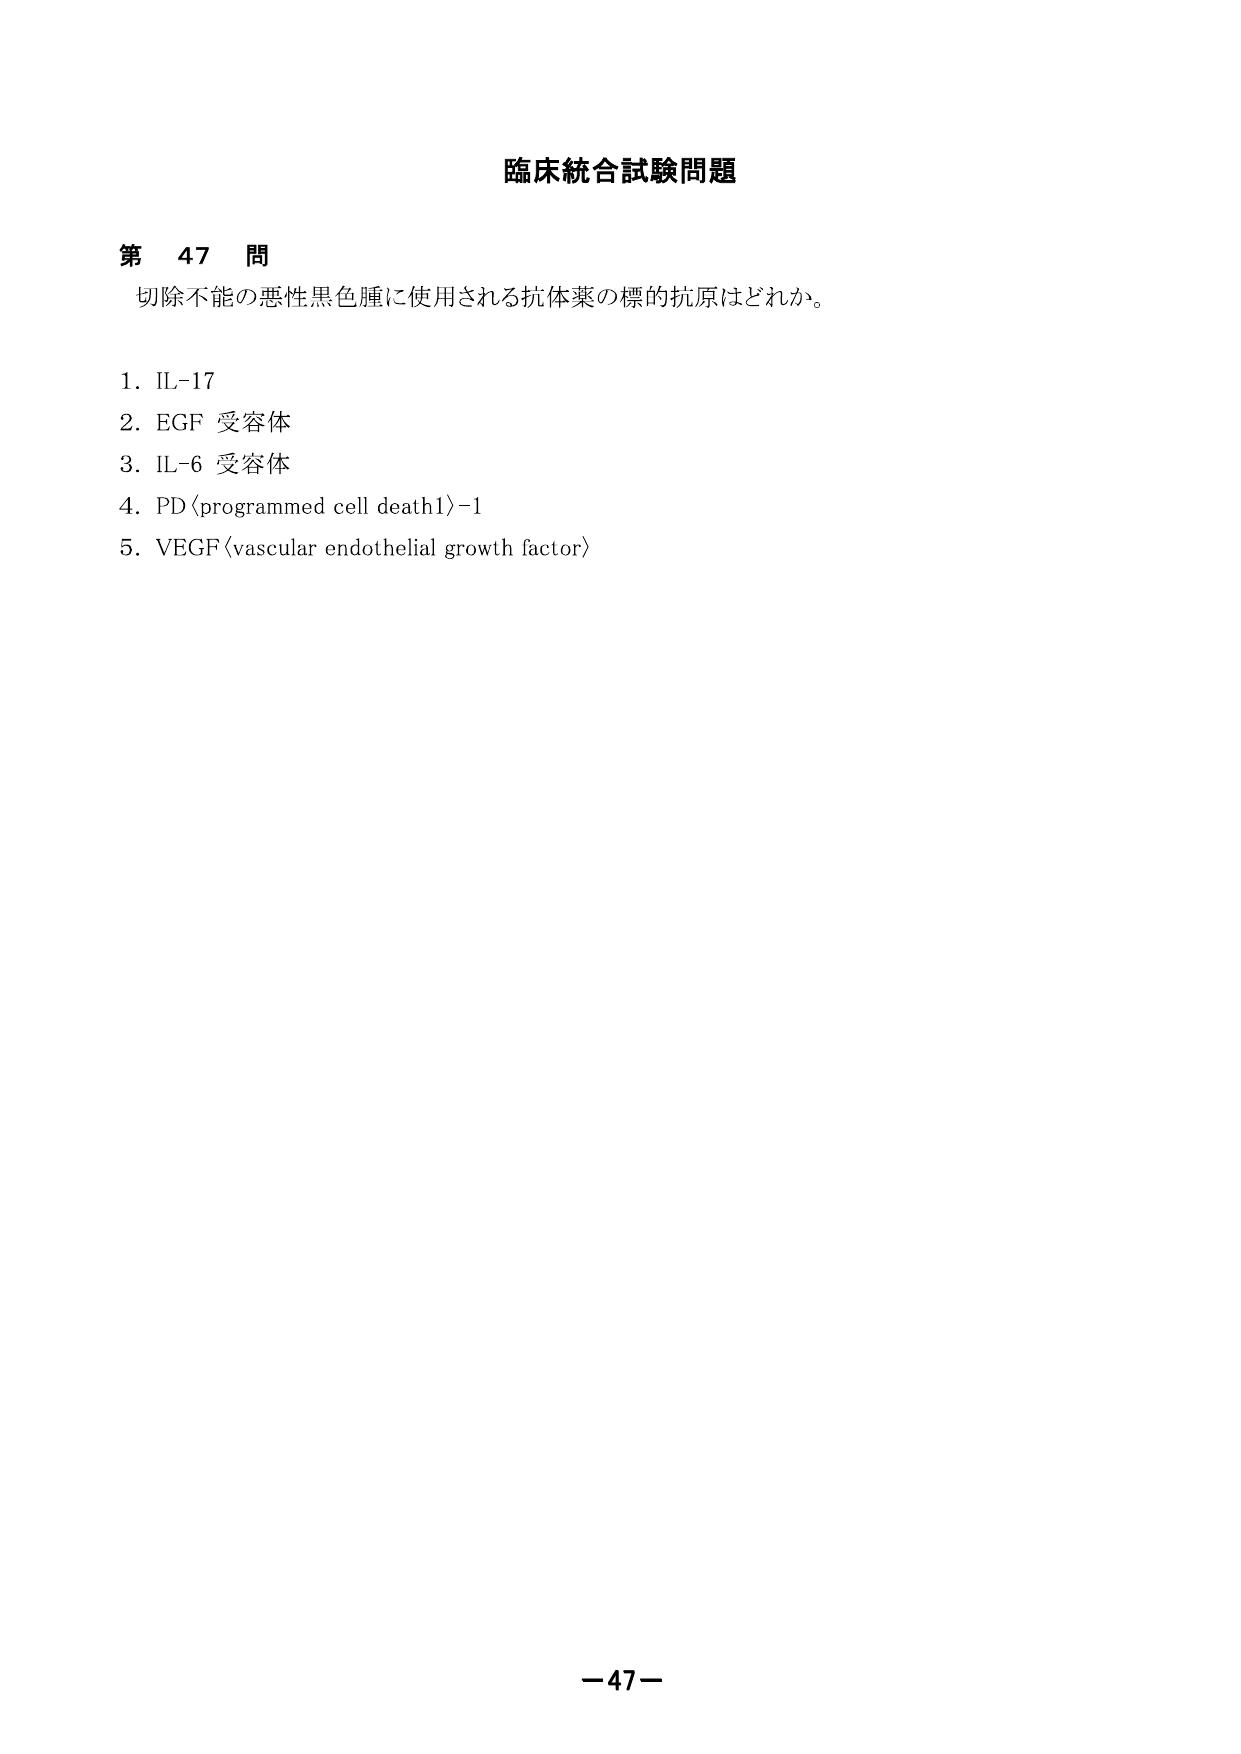 臨床統合試験問題
第 47 問
切除不能の悪性黒色腫に使用される抗体薬の標的抗原はどれか。
1. IL-17
2. EGF 受容体
3. IL-6 受容体
4. PD〈programmed cell death1〉-1
5. VEGF〈vascular endothelial growth factor〉
—47—